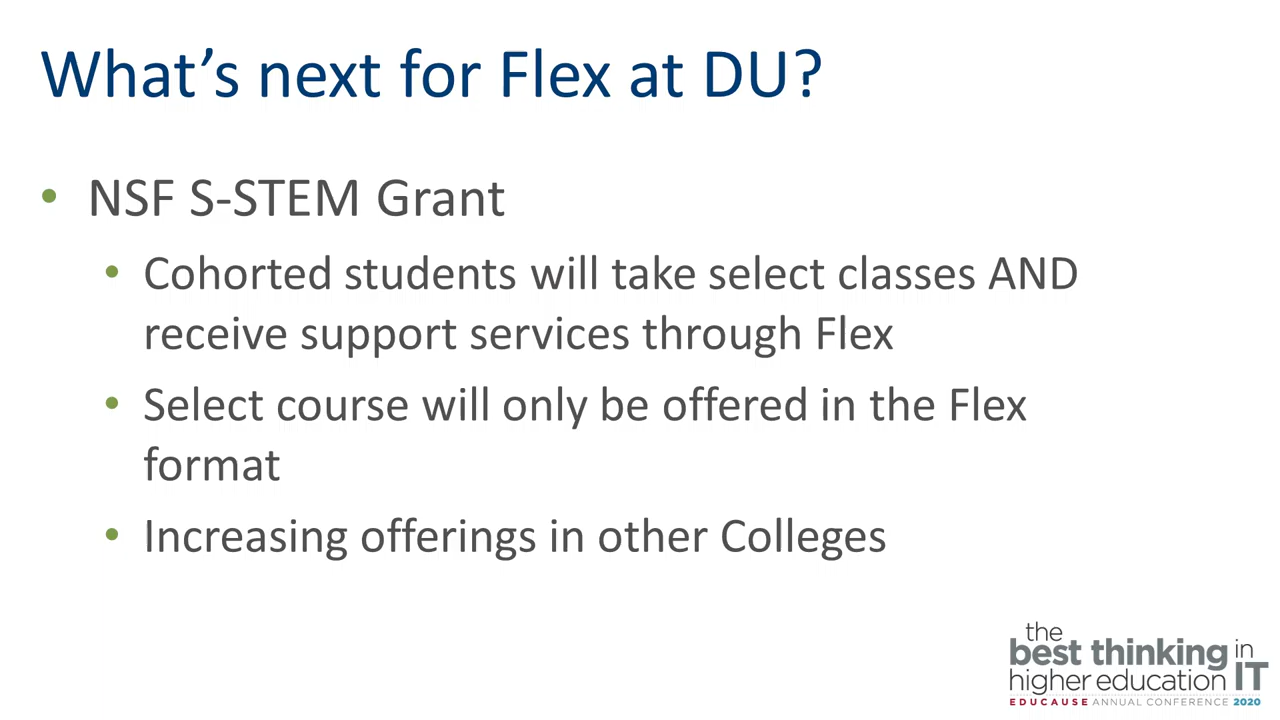 What’s next for Flex at DU?
• NSF S-STEM Grant
• Cohorted students will take select classes AND
receive support services through Flex
• Select course will only be offered in the Flex
format
• Increasing offerings in other Colleges
the
best thinking in
higher education IT
EDUCAUSE ANNUAL CONFERENCE 2020